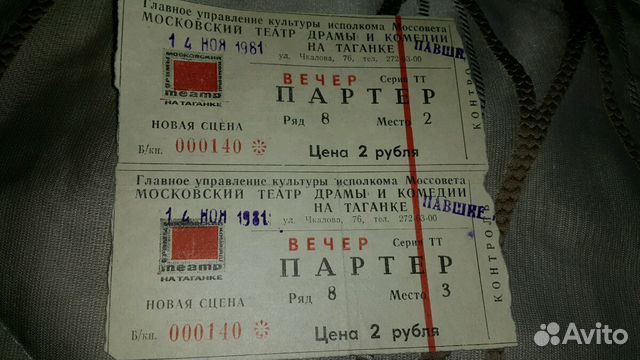 Главное управление культуры исполкома Моссовета
МОСКОВСКИЙ ТЕАТР ДРАМЫ И КОМЕДИИ
НА ТАГАНКЕ
14 НОЯ 1981
ул. Чкалова, 76, тел. 272-63-00
МОСКОВСКИЙ
театр
НА ТАГАНКЕ
ВЕЧЕР Серия ТТ
ПАРТЕР
НОВАЯ СЦЕНА
Ряд 8 Место 2
Б/кн. 000140
Цена 2 рубля
Главное управление культуры исполкома Моссовета
МОСКОВСКИЙ ТЕАТР ДРАМЫ И КОМЕДИИ
НА ТАГАНКЕ
14 НОЯ 1981
ул. Чкалова, 76, тел. 272-63-00
театр
НА ТАГАНКЕ
ВЕЧЕР Серия ТТ
ПАРТЕР
НОВАЯ СЦЕНА
Ряд 8 Место 3
Б/кн. 000140
Цена 2 рубля
Avito